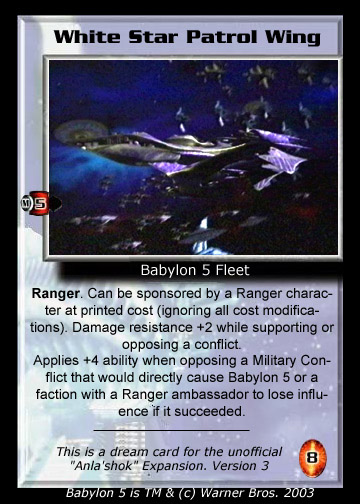 White Star Patrol Wing
M 5
Babylon 5 Fleet
Ranger. Can be sponsored by a Ranger charac-
ter at printed cost (ignoring all cost modifica-
tions). Damage resistance +2 while supporting or
opposing a conflict.
Applies +4 ability when opposing a Military Con-
flict that would directly cause Babylon 5 or a
faction with a Ranger ambassador to lose influ-
ence if it succeeded.
This is a dream card for the unofficial
"Anla'shok" Expansion. Version 3
8
Babylon 5 is TM & (c) Warner Bros. 2003